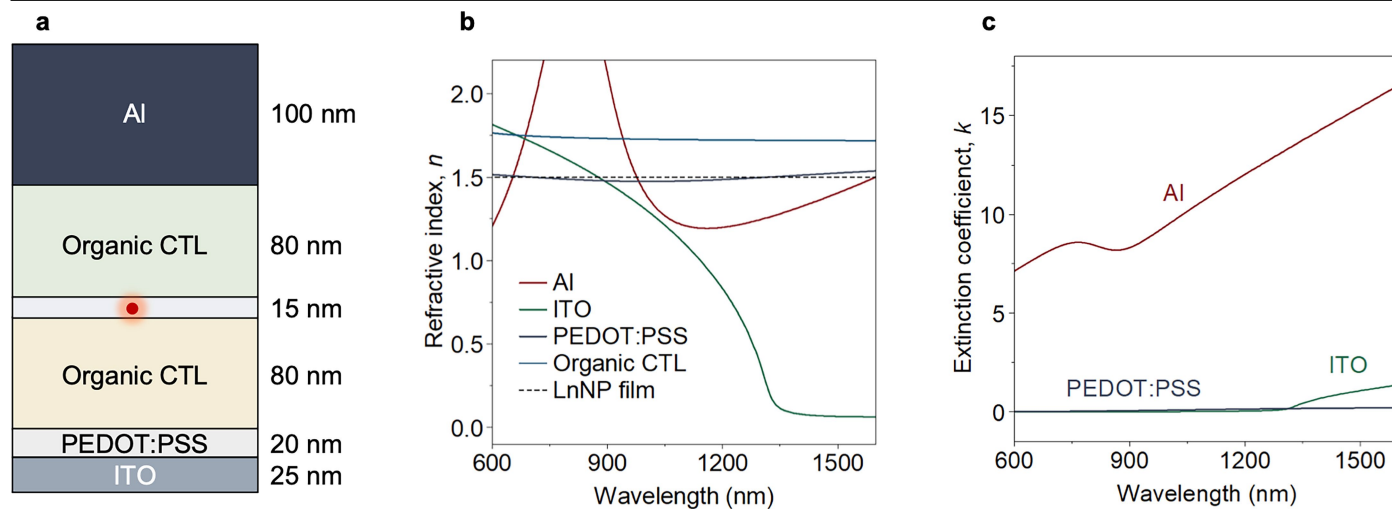 a
Al
100 nm
Organic CTL
80 nm
15 nm
Organic CTL
80 nm
PEDOT:PSS
20 nm
ITO
25 nm
b
Refractive index, n
2.0
1.5
1.0
0.5
0.0
Al
ITO
PEDOT:PSS
Organic CTL
LnNP film
600
900
1200
1500
Wavelength (nm)
c
Extinction coefficienct, k
15
10
5
0
Al
PEDOT:PSS
ITO
600
900
1200
1500
Wavelength (nm)